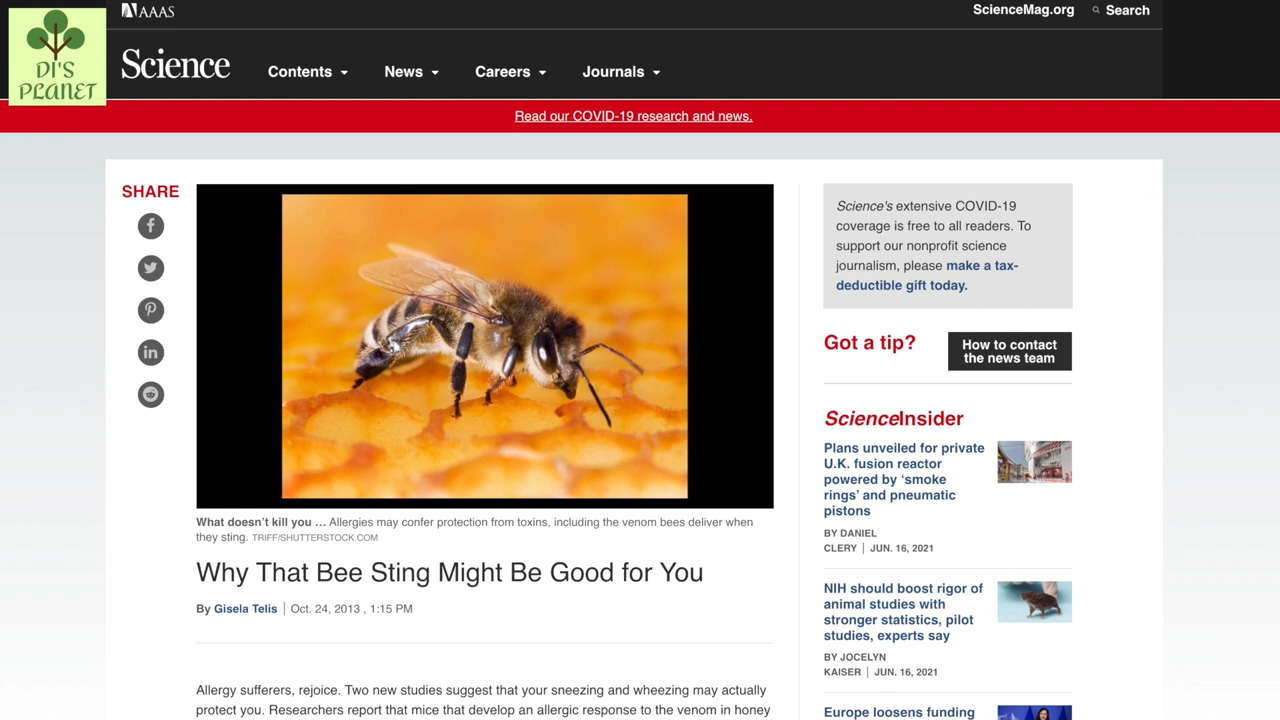 DI'S
PLANET
AAAS
ScienceMag.org
Search
Science
Contents
News
Careers
Journals
Read our COVID-19 research and news.
SHARE
What doesn't kill you ... Allergies may confer protection from toxins, including the venom bees deliver when
they sting. TRIFF/SHUTTERSTOCK.COM
Why That Bee Sting Might Be Good for You
By Gisela Telis | Oct. 24, 2013 , 1:15 PM
Allergy sufferers, rejoice. Two new studies suggest that your sneezing and wheezing may actually
protect you. Researchers report that mice that develop an allergic response to the venom in honey
Science's extensive COVID-19
coverage is free to all readers. To
support our nonprofit science
journalism, please make a tax-
deductible gift today.
Got a tip?
How to contact
the news team
ScienceInsider
Plans unveiled for private
U.K. fusion reactor
powered by ‘smoke
rings’ and pneumatic
pistons
BY DANIEL
CLERY | JUN. 16, 2021
NIH should boost rigor of
animal studies with
stronger statistics, pilot
studies, experts say
BY JOCELYN
KAISER | JUN. 16, 2021
Europe loosens funding